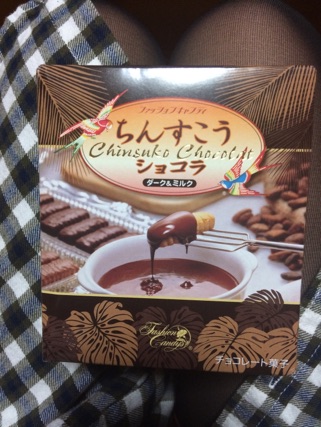 ファッションキャンディ
ちんすこう
Chinsuko Chocolat
ショコラ
ダーク&ミルク
Fashion
Candy
チョコレート菓子